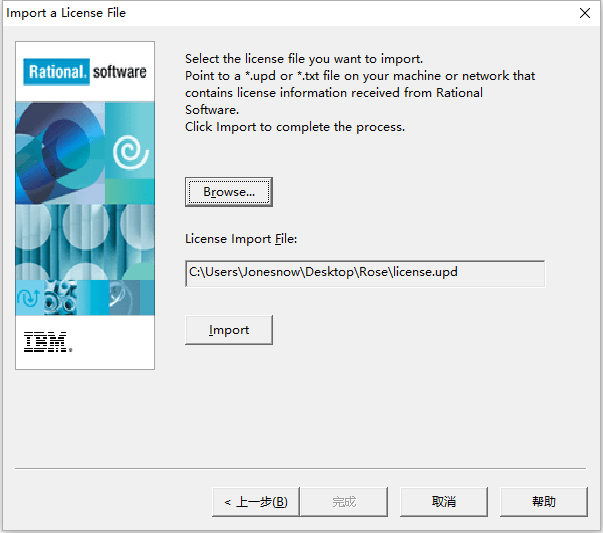 Import a License File
Rational. software
Select the license file you want to import.
Point to a *.upd or *.txt file on your machine or network that
contains license information received from Rational
Software.
Click Import to complete the process.
Browse...
License Import File:
C:\Users\Jonesnow\Desktop\Rose\license.upd
Import
IBM.
< 上一步(B)
完成
取消
帮助